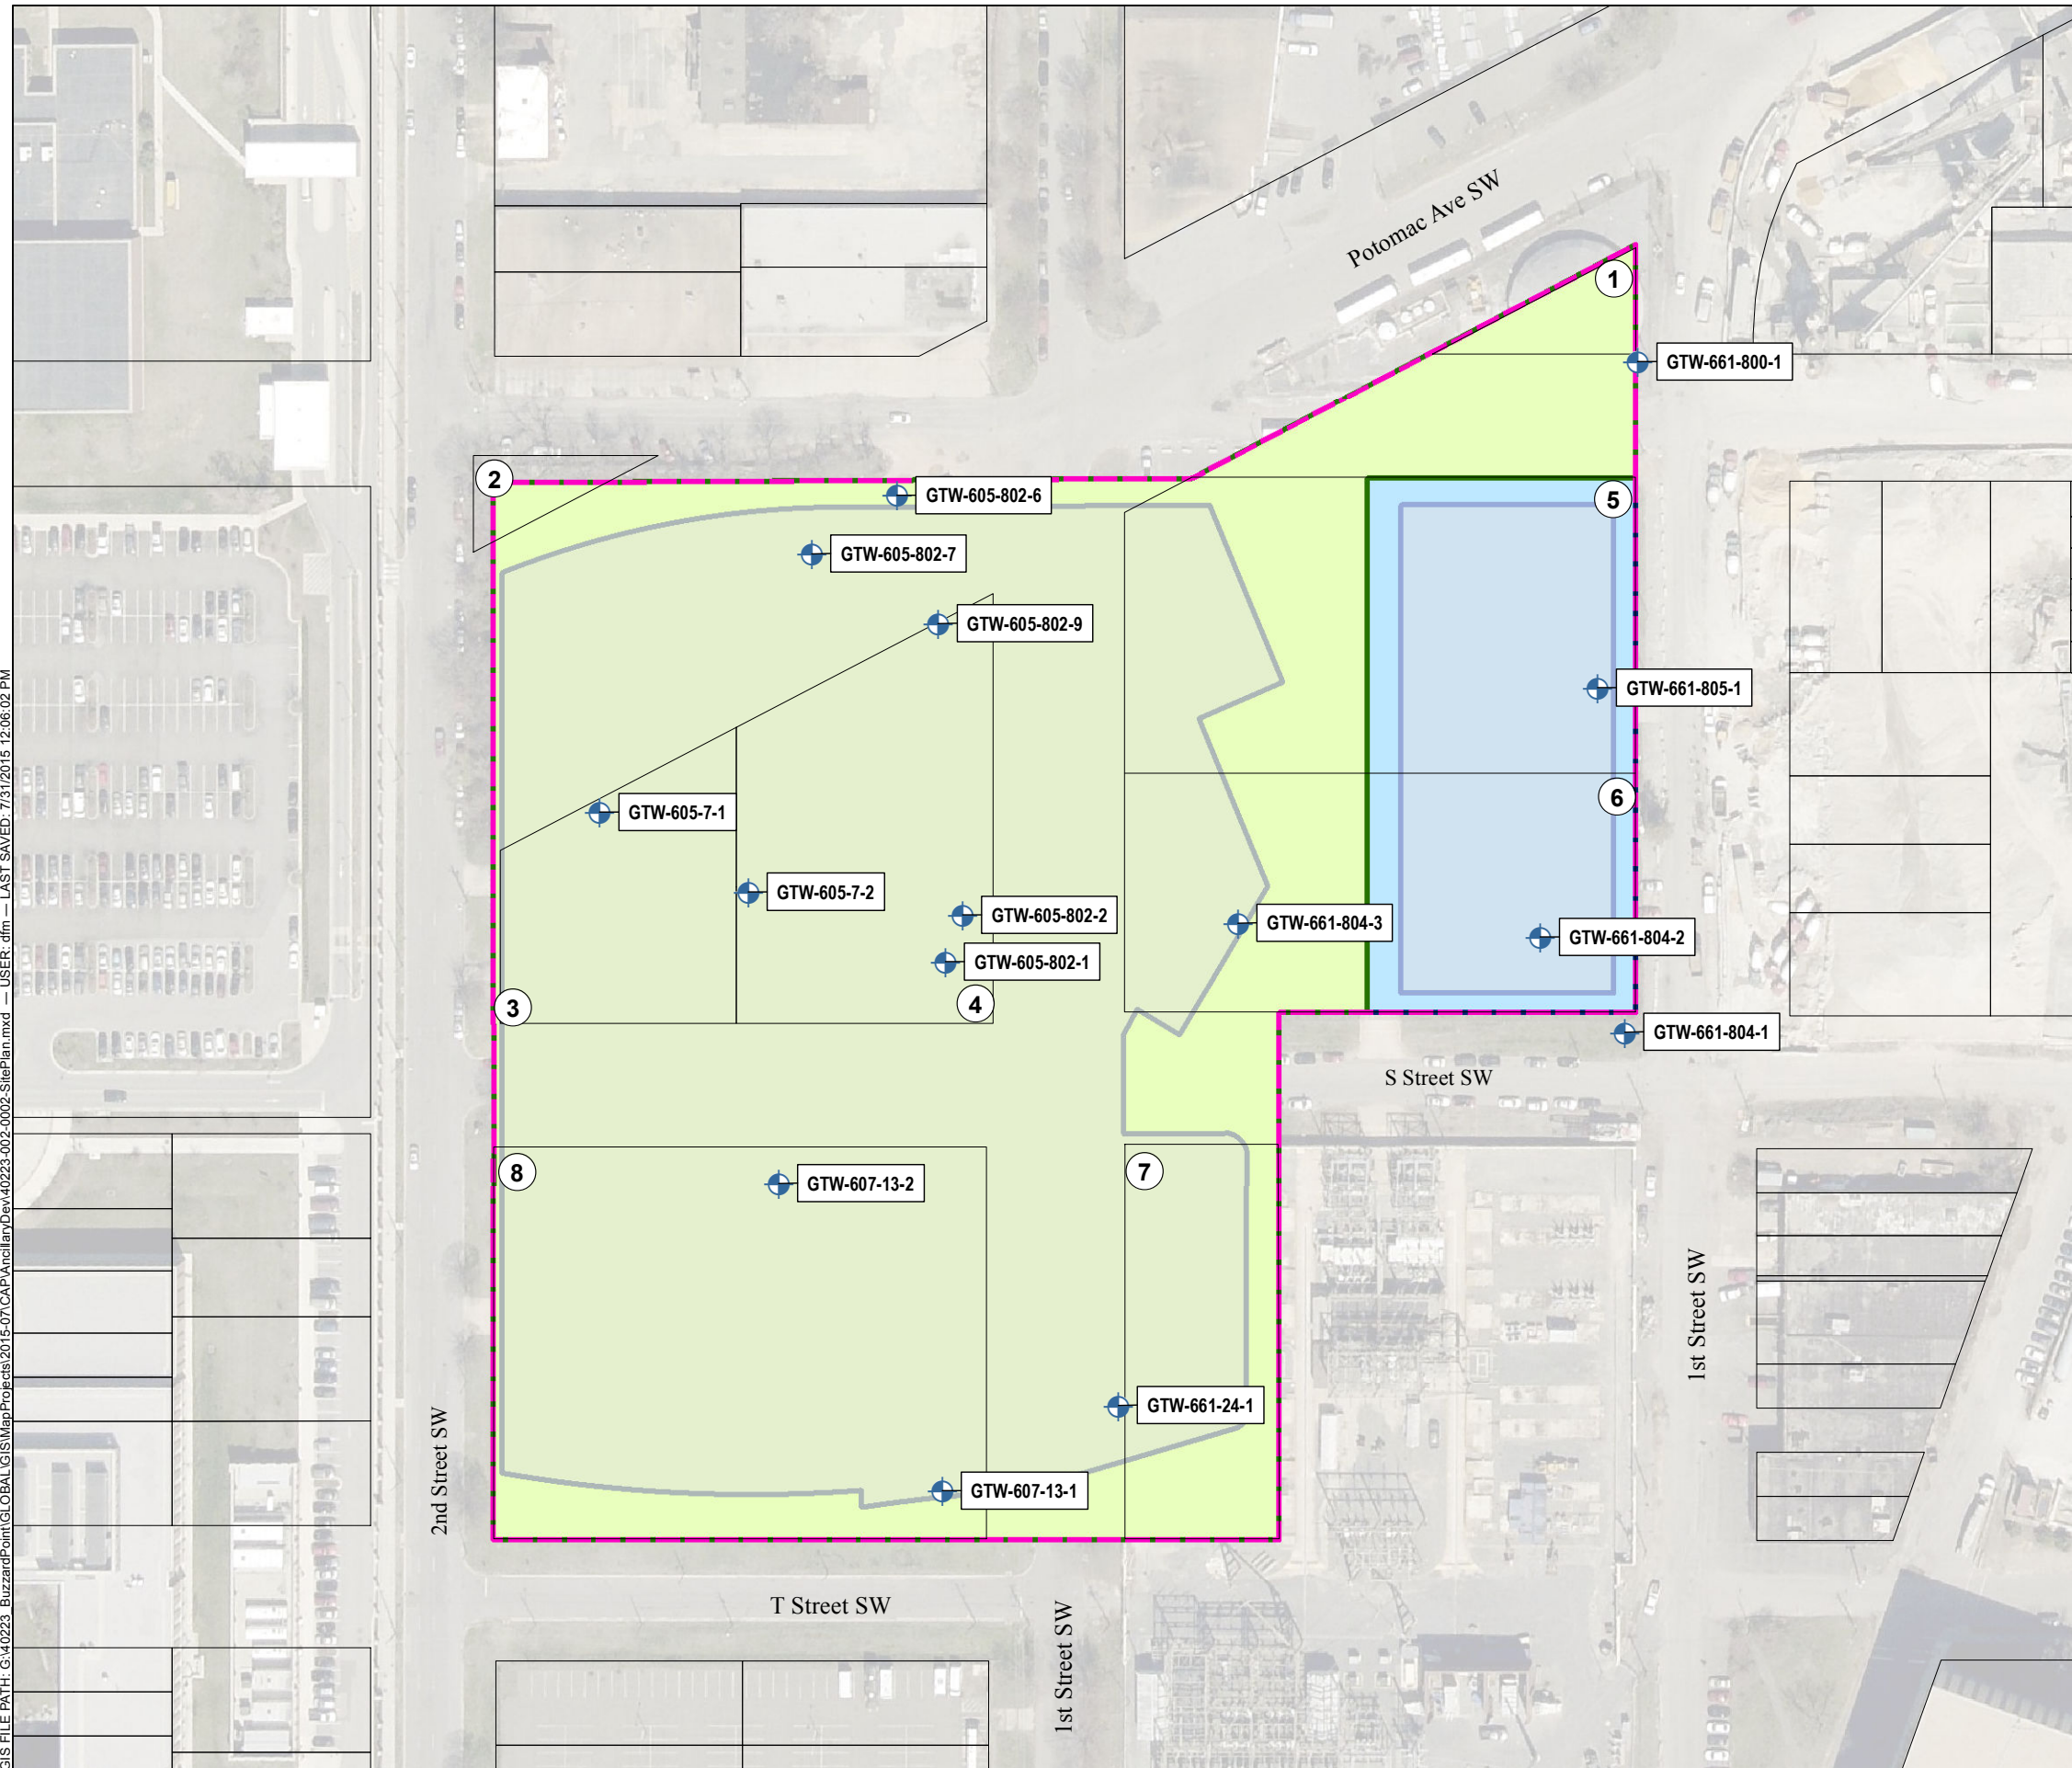 Potomac Ave SW
1
GTW-661-800-1
2
GTW-605-802-6
5
GTW-605-802-7
GTW-605-802-9
GTW-661-805-1
6
GTW-605-7-1
GTW-605-7-2
GTW-605-802-2
GTW-661-804-3
GTW-661-804-2
GTW-605-802-1
3
4
GTW-661-804-1
S Street SW
8
7
GTW-607-13-2
1st Street SW
GTW-661-24-1
2nd Street SW
GTW-607-13-1
T Street SW
1st Street SW
GIS FILE PATH: G:\40223_BuzzardPoint\GLOBAL\GIS\MapProjects\2015-07\CAP\AncillaryDev\40223-002-0002-SitePlan.mxd — USER: dfm — LAST SAVED: 7/31/2015 12:06:02 PM